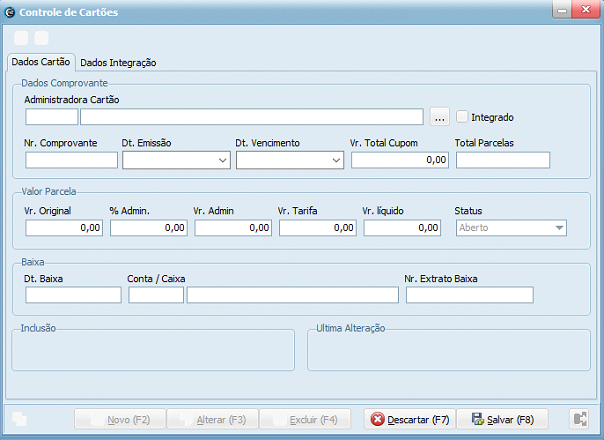 Controle de Cartões
Dados Cartão Dados Integração
Dados Comprovante
Administradora Cartão
... Integrado
Nr. Comprovante Dt. Emissão Dt. Vencimento Vr. Total Cupom Total Parcelas
0,00
Valor Parcela
Vr. Original % Admin. Vr. Admin Vr. Tarifa Vr. líquido Status
0,00 0,00 0,00 0,00 0,00 Aberto
Baixa
Dt. Baixa Conta / Caixa Nr. Extrato Baixa
Inclusão Ultima Alteração
Novo (F2) Alterar (F3) Excluir (F4) Descartar (F7) Salvar (F8)